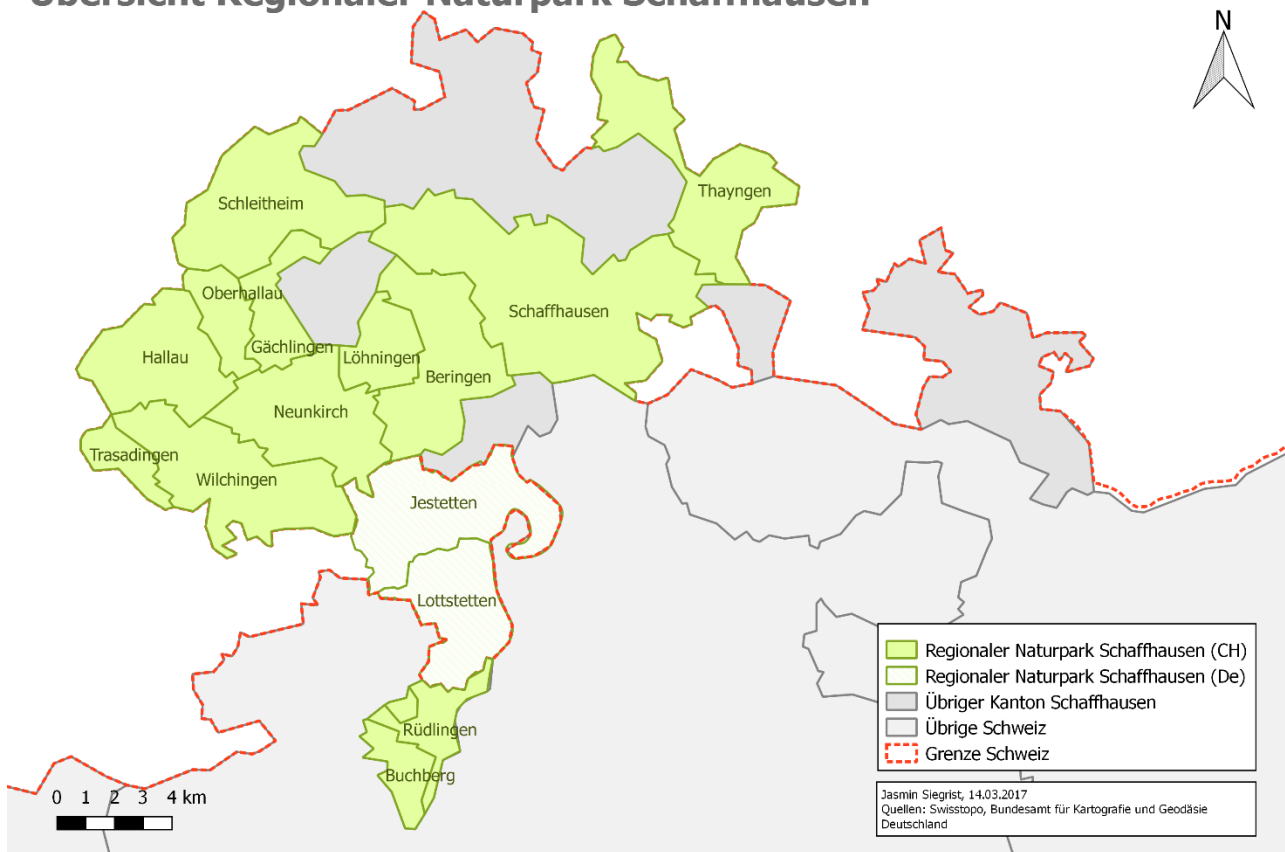 Übersicht Regionaler Naturpark Schaffhausen
N
Schleitheim
Thayngen
Oberhallau
Schaffhausen
Hallau
Gächlingen
Löhningen
Beringen
Neunkirch
Trasadingen
Wilchingen
Jestetten
Lottstetten
Rüdlingen
Buchberg
Regionaler Naturpark Schaffhausen (CH)
Regionaler Naturpark Schaffhausen (De)
Übriger Kanton Schaffhausen
Übrige Schweiz
Grenze Schweiz
0 1 2 3 4 km
Jasmin Siegrist, 14.03.2017
Quellen: Swisstopo, Bundesamt für Kartografie und Geodäsie
Deutschland